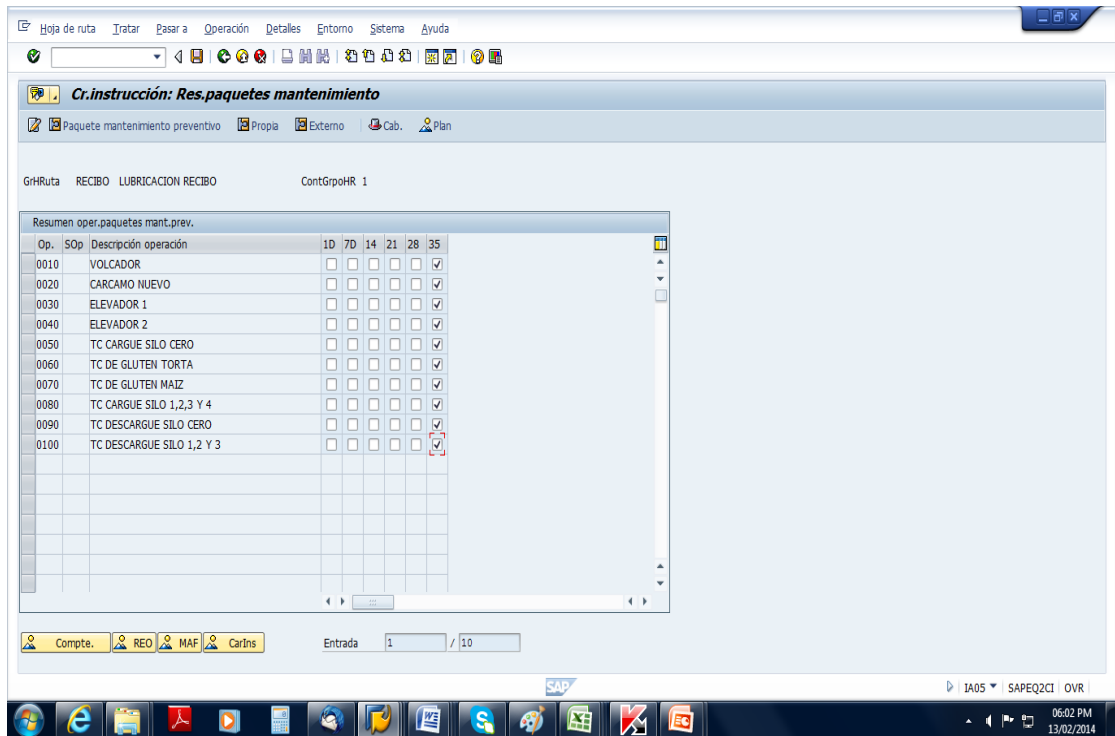 Hoja de ruta Tratar Pasar a Operación Detalles Entorno Sistema Ayuda
Cr.instrucción: Res.paquetes mantenimiento
Paquete mantenimiento preventivo Propia Externo Cab. Plan
GrHRuta RECIBO LUBRICACION RECIBO ContGrpoHR 1
Resumen oper.paquetes mant.prev.
Op. SOp Descripción operación 1D 7D 14 21 28 35
0010 VOLCADOR
0020 CARCAMO NUEVO
0030 ELEVADOR 1
0040 ELEVADOR 2
0050 TC CARGUE SILO CERO
0060 TC DE GLUTEN TORTA
0070 TC DE GLUTEN MAIZ
0080 TC CARGUE SILO 1,2,3 Y 4
0090 TC DESCARGUE SILO CERO
0100 TC DESCARGUE SILO 1,2 Y 3
Compte. REO MAF CarIns Entrada 1 / 10
SAP IA05 SAPEQ2CI OVR
06:02 PM
13/02/2014